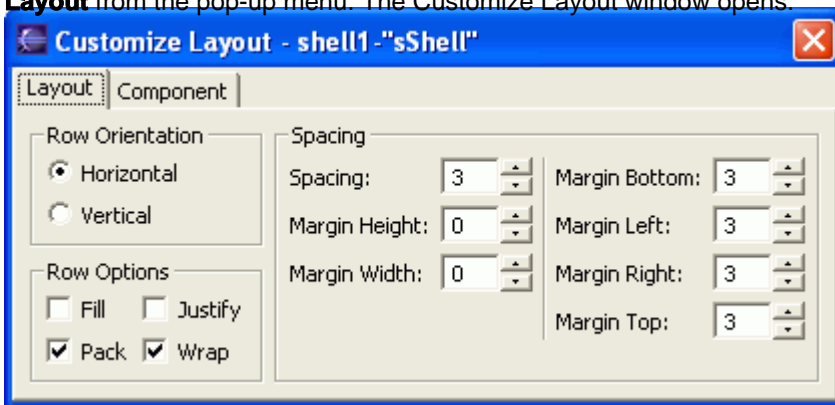 Layout from the pop-up menu. The Customize Layout window opens.
Customize Layout - shell1-"sShell"
Layout Component
Row Orientation
Horizontal
Vertical
Row Options
Fill Justify
Pack Wrap
Spacing
Spacing: 3
Margin Height: 0
Margin Width: 0
Margin Bottom: 3
Margin Left: 3
Margin Right: 3
Margin Top: 3